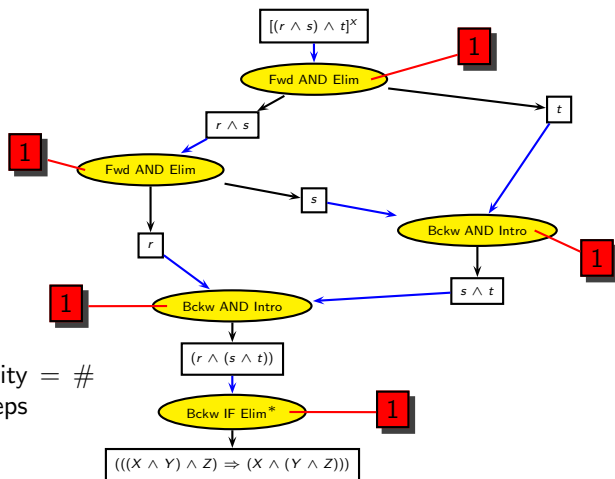 [(r ∧ s) ∧ t]ˣ
1
Fwd AND Elim
t
r ∧ s
1
Fwd AND Elim
s
Bckw AND Intro
1
r
s ∧ t
1
Bckw AND Intro
(r ∧ (s ∧ t))
ity = #
eps
Bckw IF Elim*
1
(((X ∧ Y) ∧ Z) ⇒ (X ∧ (Y ∧ Z)))